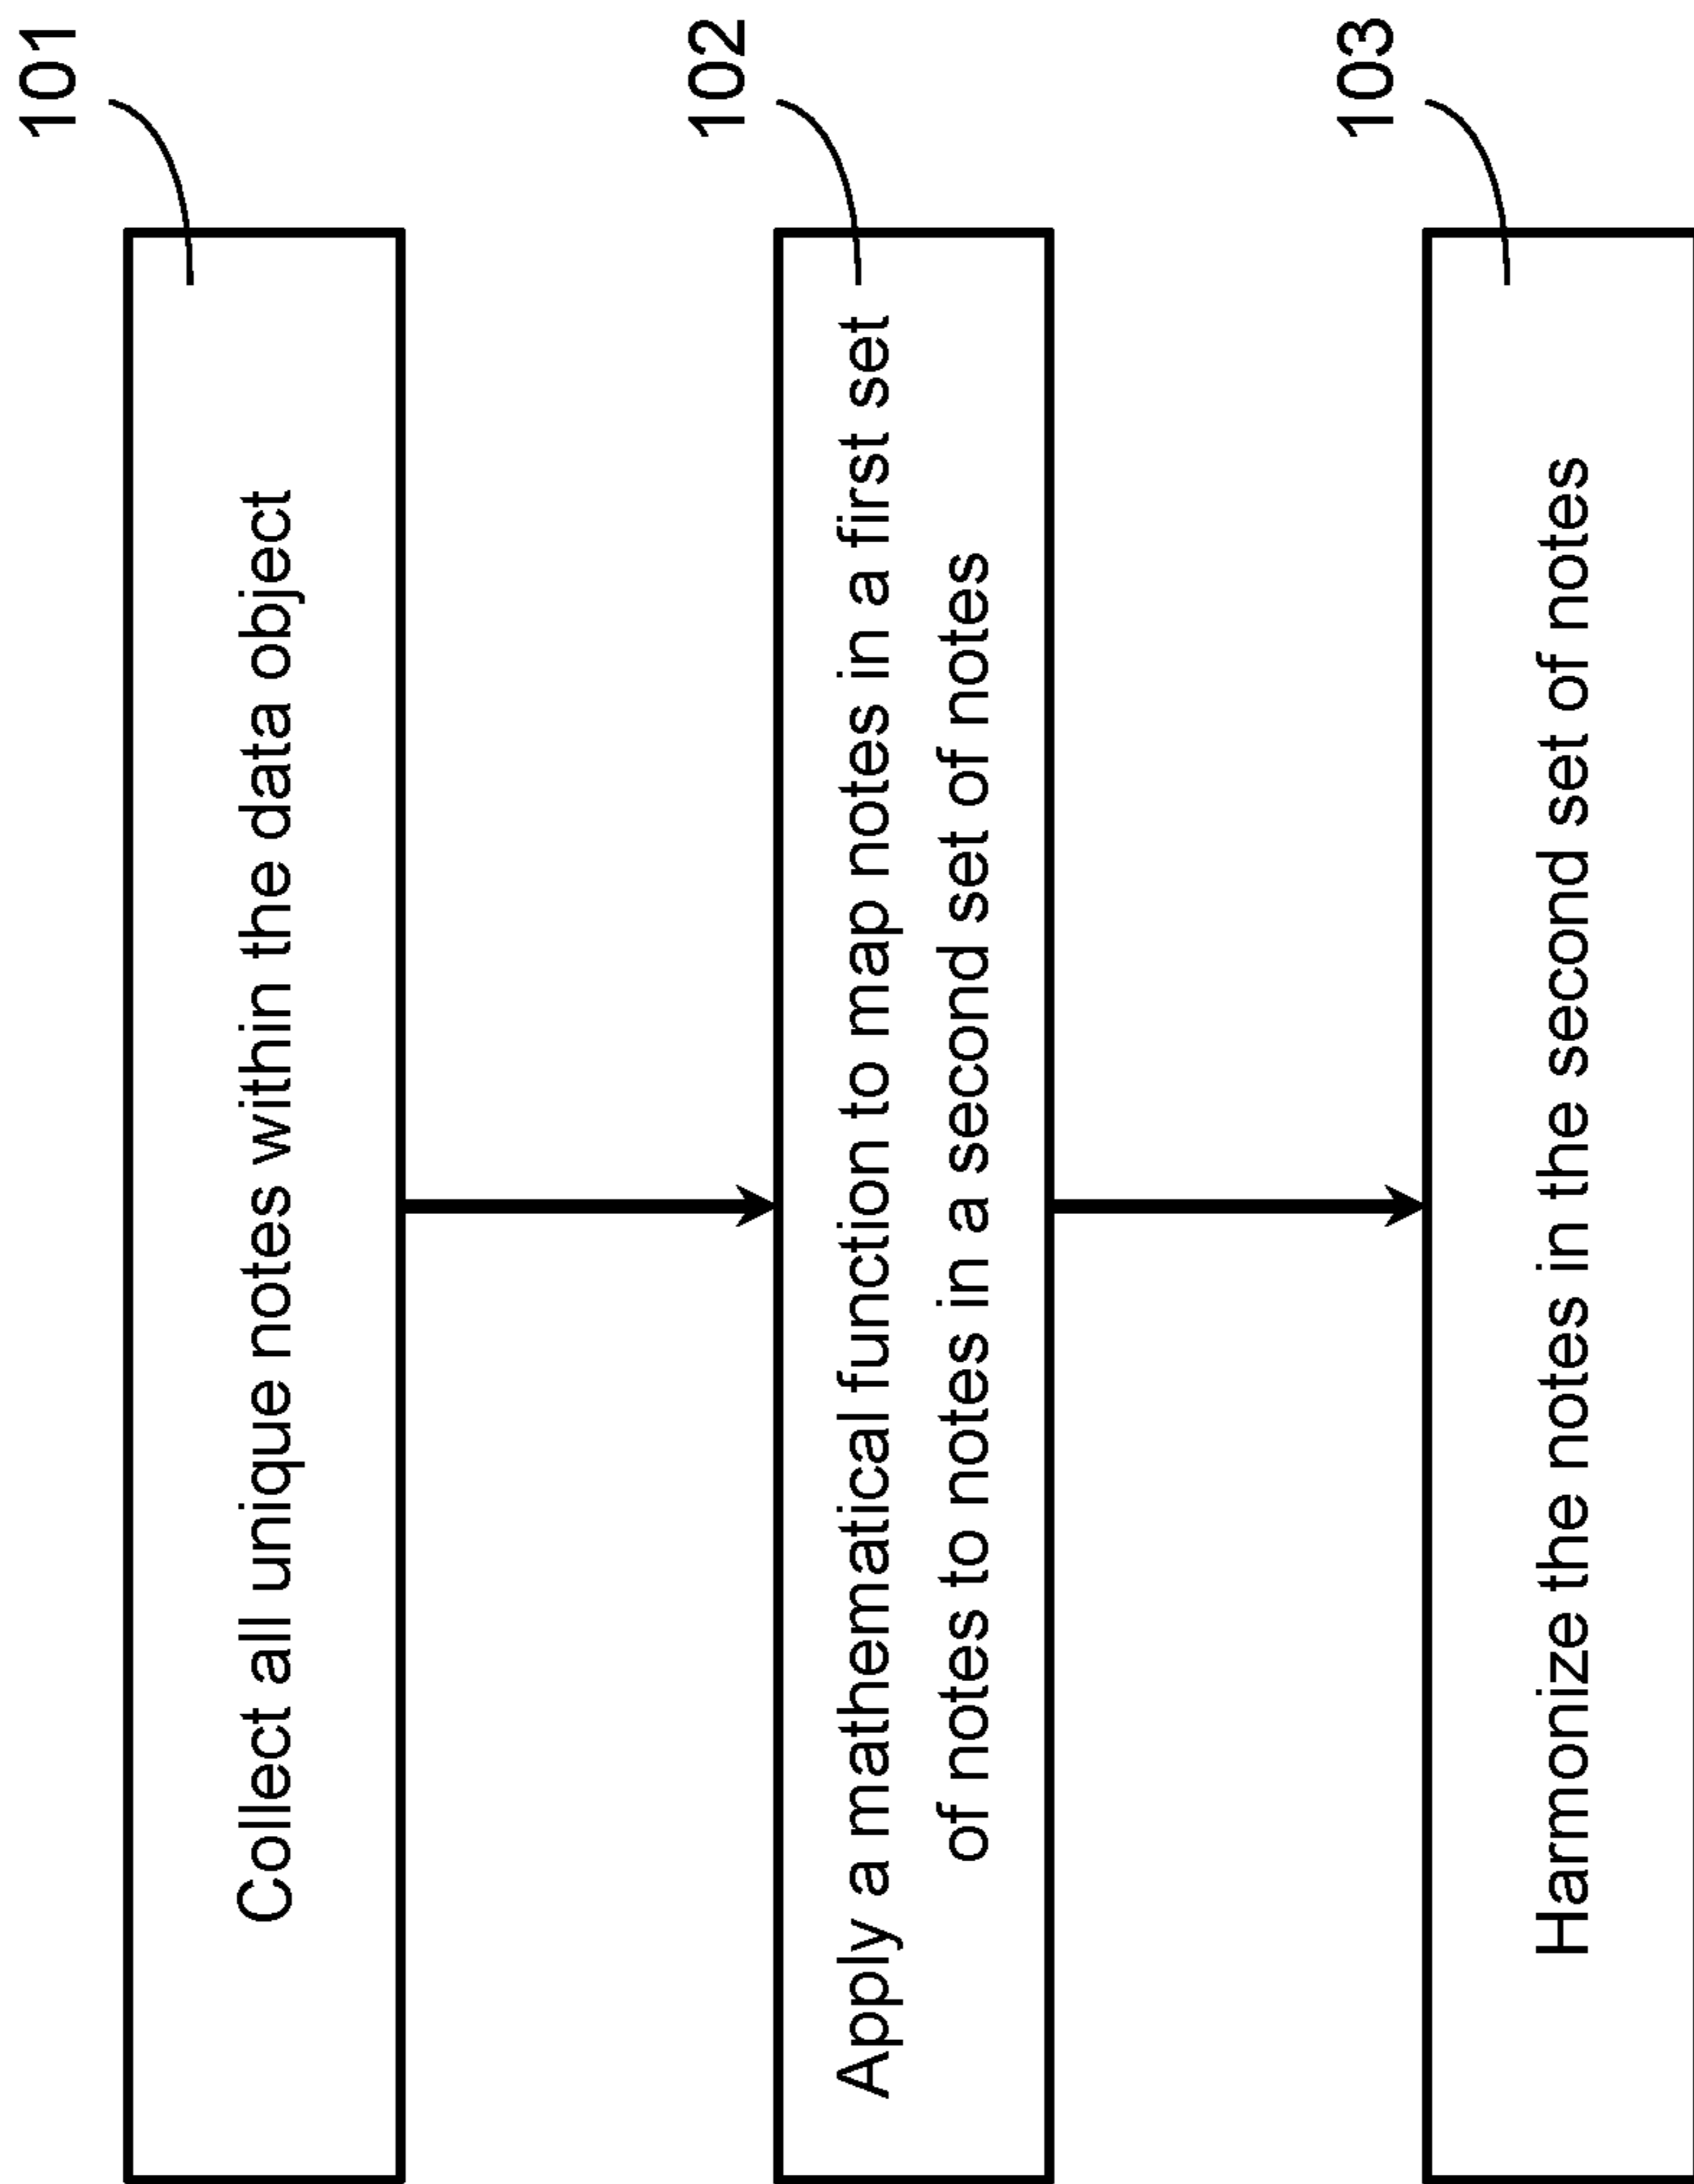 101
Collect all unique notes within the data object
102
Apply a mathematical function to map notes in a first set
of notes to notes in a second set of notes
103
Harmonize the notes in the second set of notes